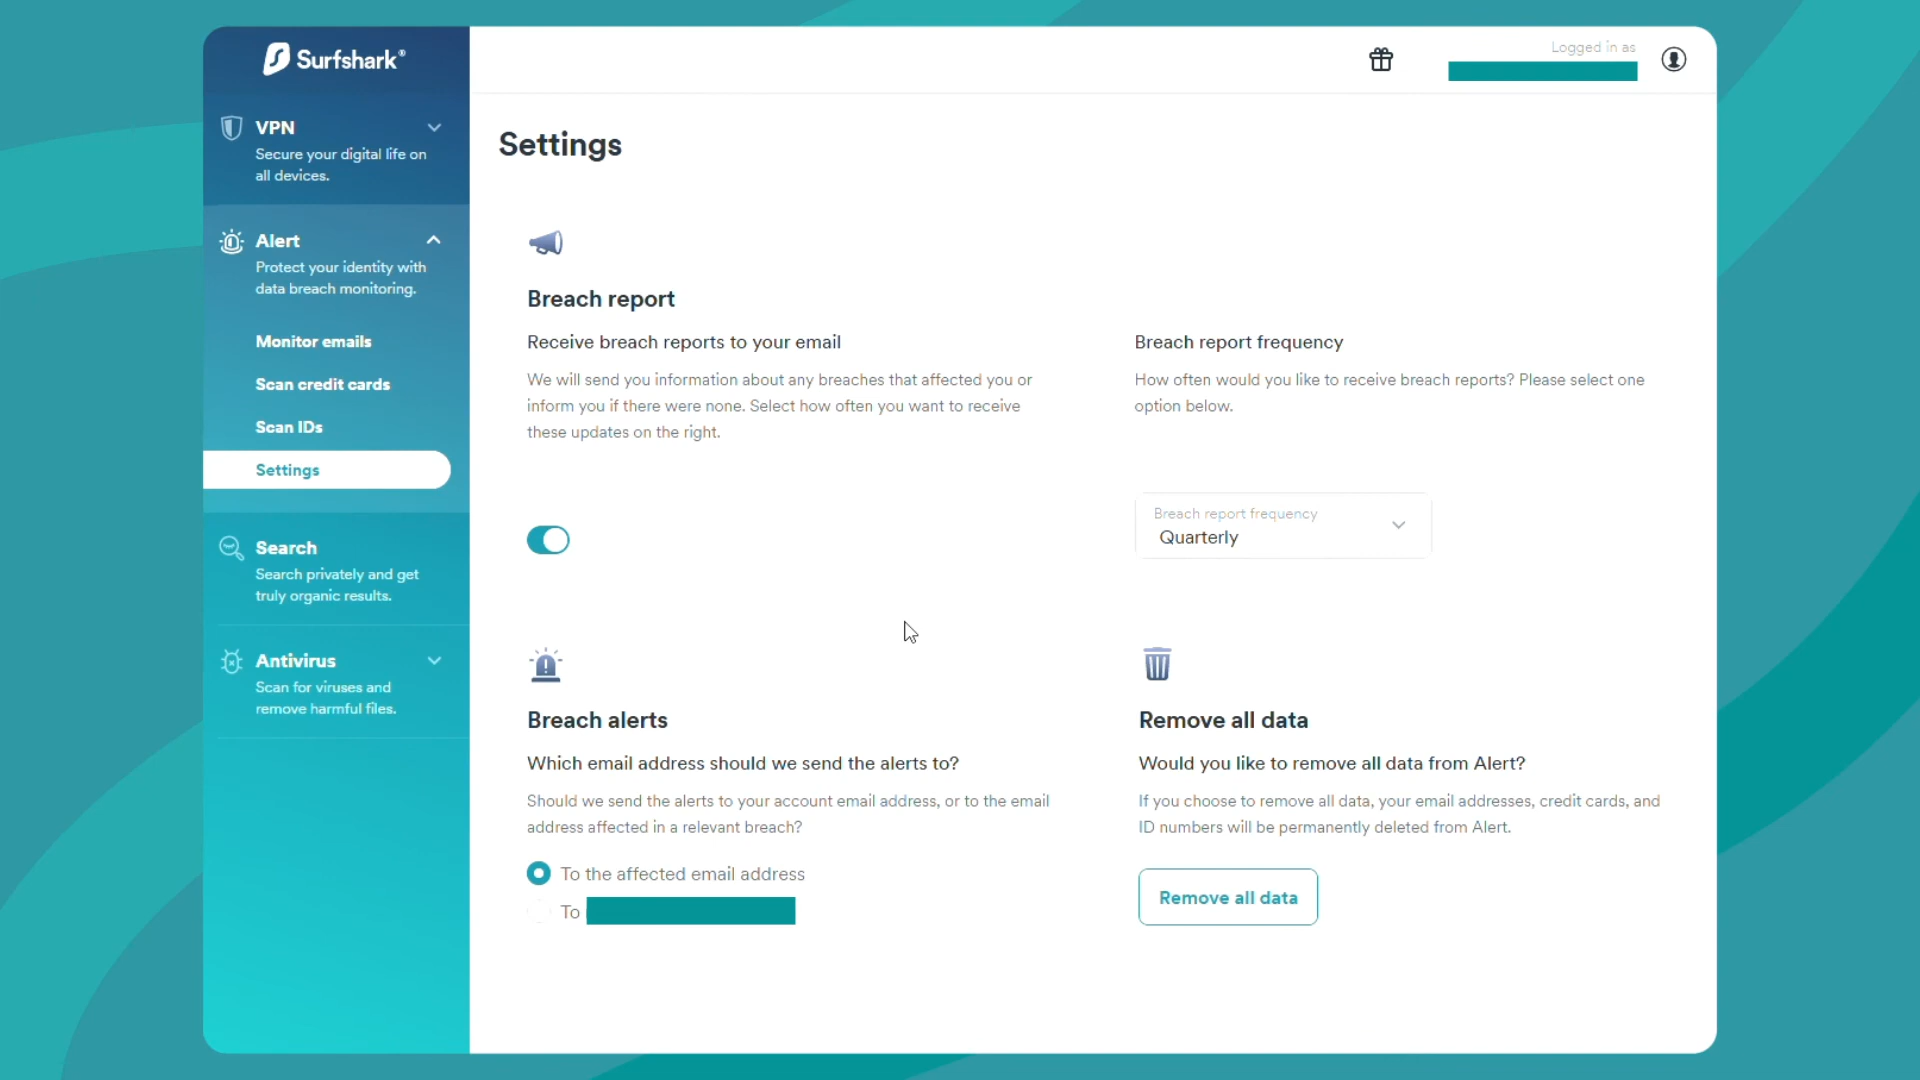 Surfshark®
VPN
Secure your digital life on
all devices.
Alert
Protect your identity with
data breach monitoring.
Monitor emails
Scan credit cards
Scan IDs
Settings
Search
Search privately and get
truly organic results.
Antivirus
Scan for viruses and
remove harmful files.
Logged in as
Settings
Breach report
Receive breach reports to your email
We will send you information about any breaches that affected you or
inform you if there were none. Select how often you want to receive
these updates on the right.
Breach report frequency
How often would you like to receive breach reports? Please select one
option below.
Breach report frequency
Quarterly
Breach alerts
Which email address should we send the alerts to?
Should we send the alerts to your account email address, or to the email
address affected in a relevant breach?
To the affected email address
To
Remove all data
Would you like to remove all data from Alert?
If you choose to remove all data, your email addresses, credit cards, and
ID numbers will be permanently deleted from Alert.
Remove all data